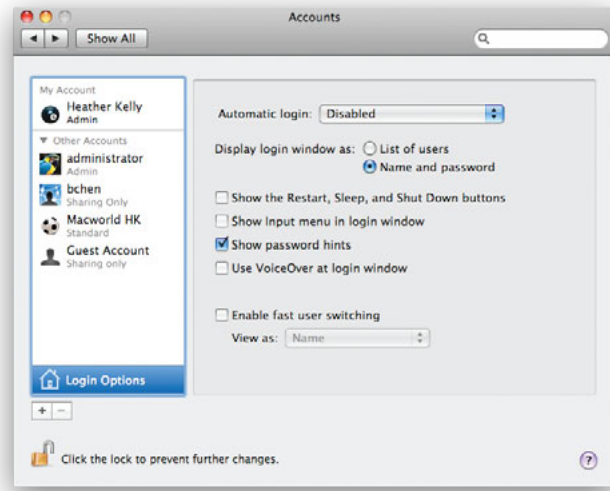 Accounts
Show All
My Account
Heather Kelly
Admin
Other Accounts
administrator
Admin
bchen
Sharing Only
Macworld HK
Standard
Guest Account
Sharing only
Login Options
Automatic login: Disabled
Display login window as: List of users
Name and password
Show the Restart, Sleep, and Shut Down buttons
Show Input menu in login window
Show password hints
Use VoiceOver at login window
Enable fast user switching
View as: Name
+ −
Click the lock to prevent further changes.
?